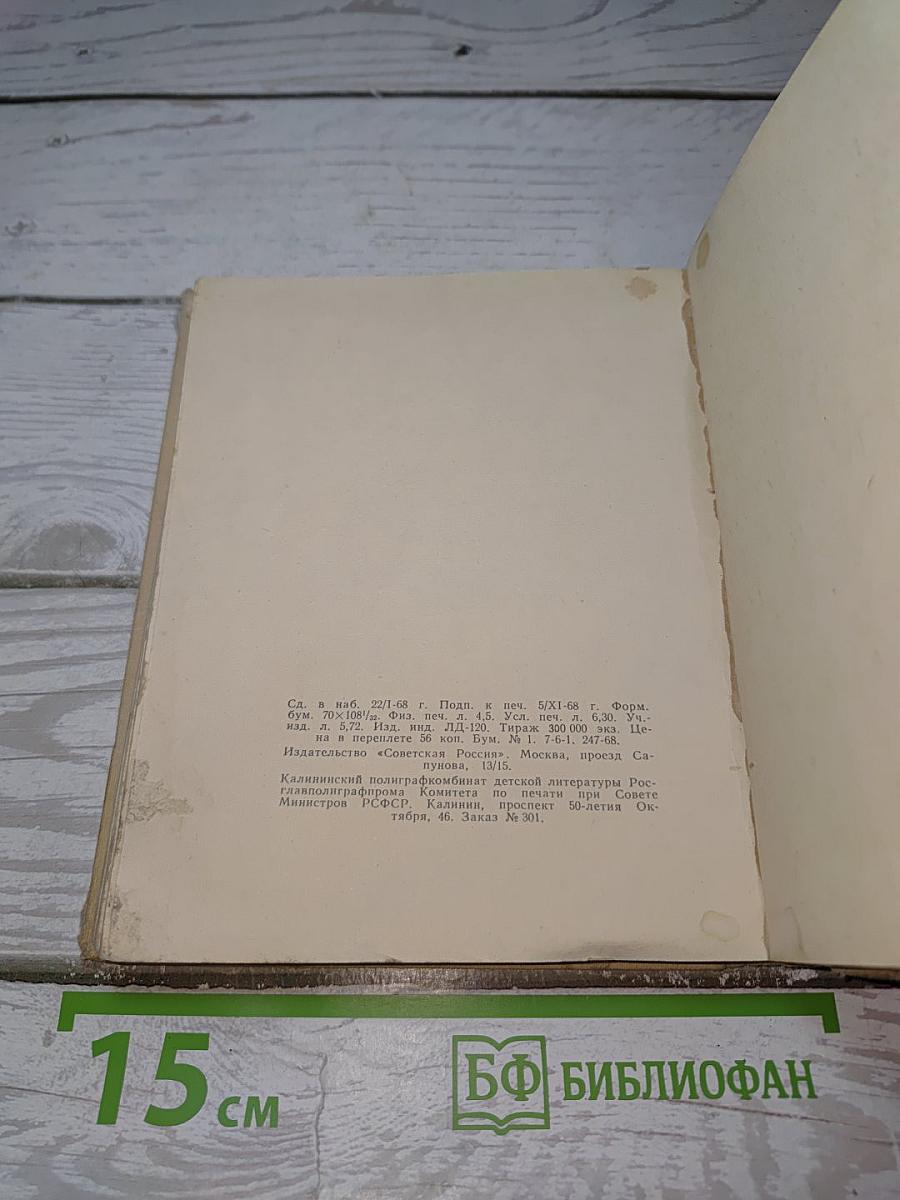 Сд. в наб. 22/I-68 г. Подп. к печ. 5/XI-68 г. Форм.
бум. 70×108¹/₃₂. Физ. печ. л. 4,5. Усл. печ. л. 6,30. Уч.-
изд. л. 5,72. Изд. инд. ЛД-120. Тираж 300 000 экз. Це-
на в переплете 56 коп. Бум. № 1. 7-6-1. 247-68.
Издательство «Советская Россия». Москва, проезд Са-
пунова, 13/15.
Калининский полиграфкомбинат детской литературы Рос-
главполиграфпрома Комитета по печати при Совете
Министров РСФСР. Калинин, проспект 50-летия Ок-
тября, 46. Заказ № 301.
15 см
БФ БИБЛИОФАН